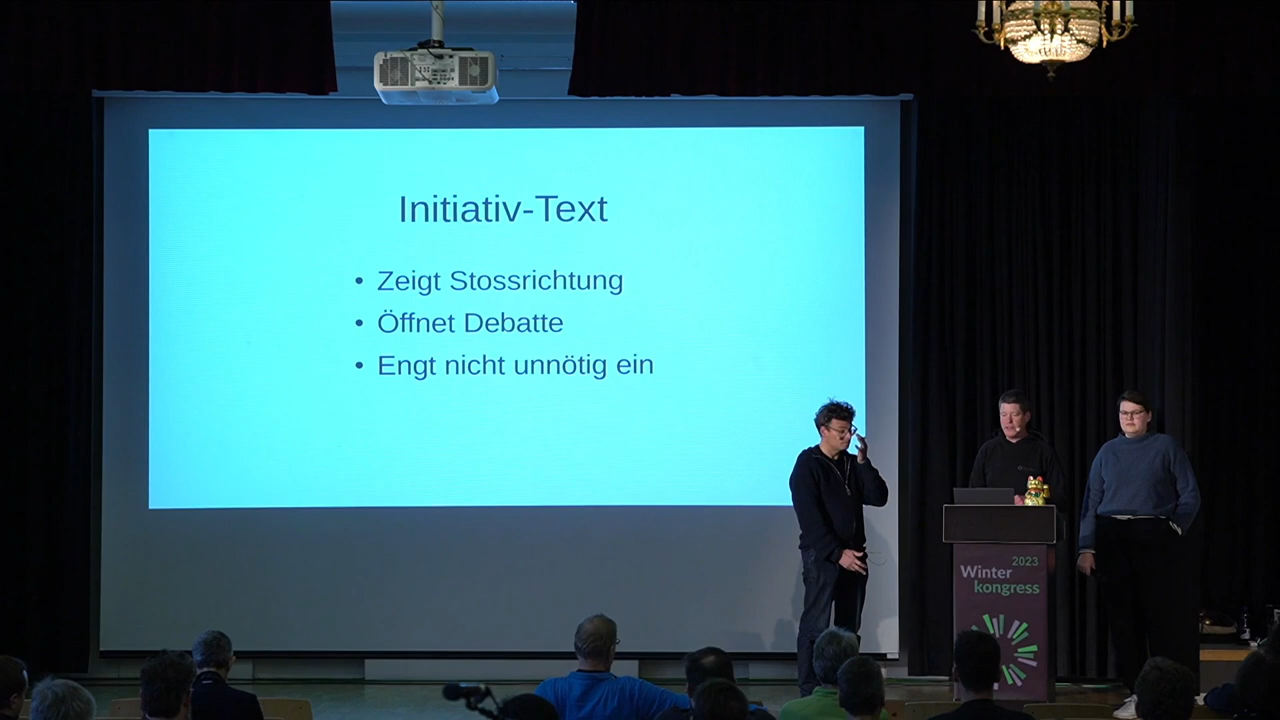 Initiativ-Text
• Zeigt Stossrichtung
• Öffnet Debatte
• Engt nicht unnötig ein
2023
Winter
kongress